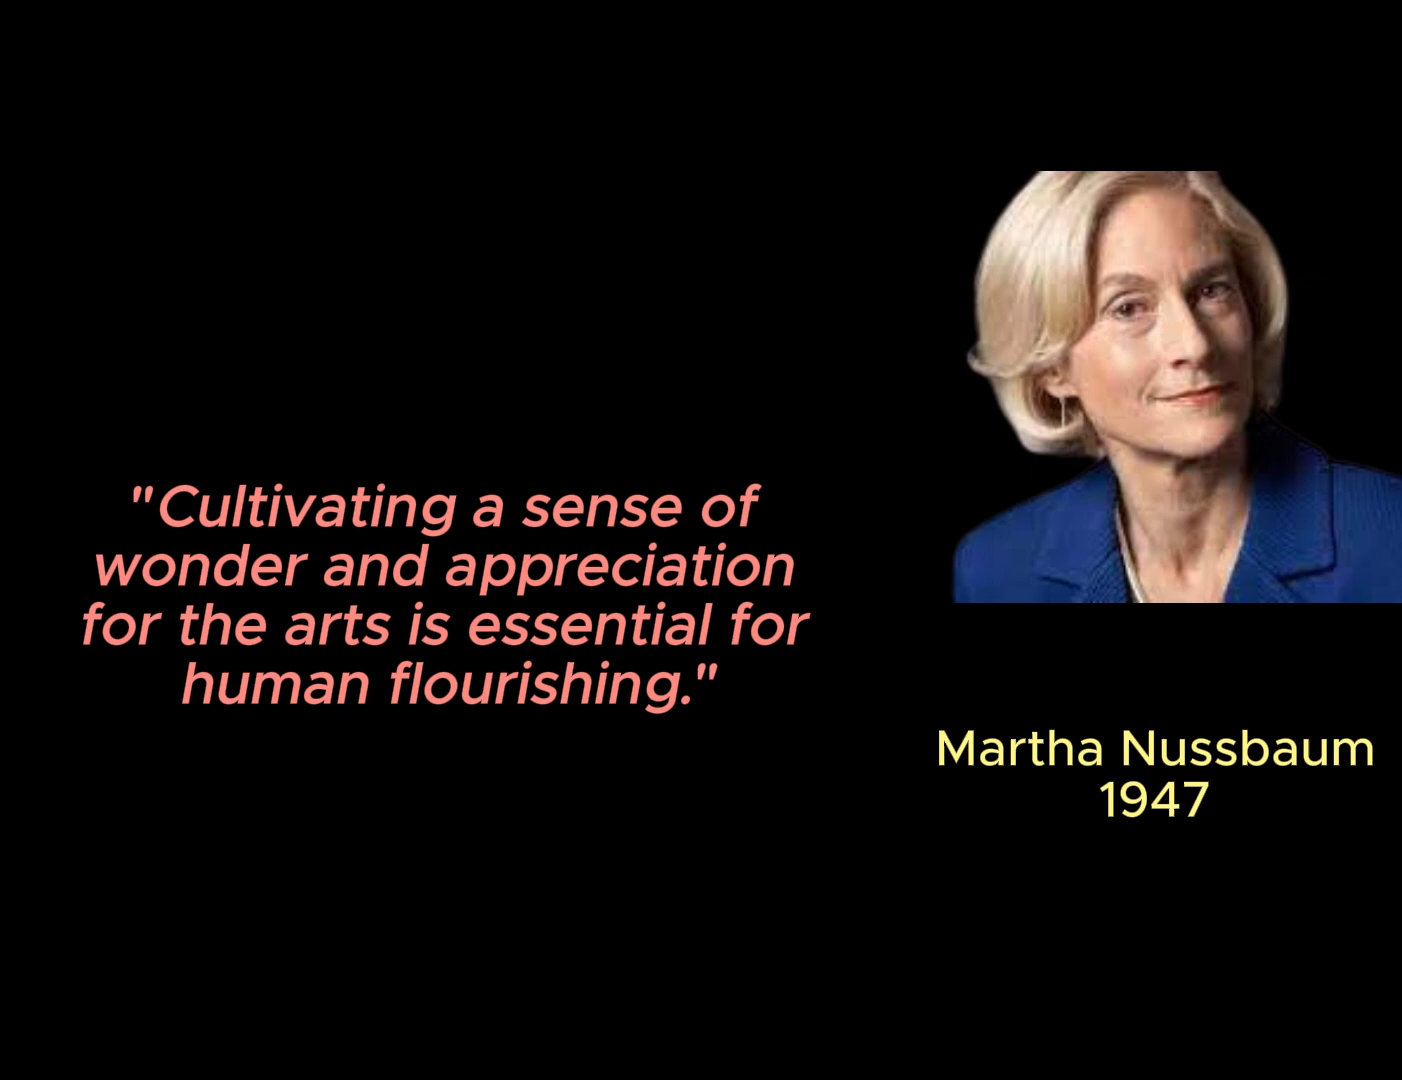 "Cultivating a sense of
wonder and appreciation
for the arts is essential for
human flourishing."
Martha Nussbaum
1947